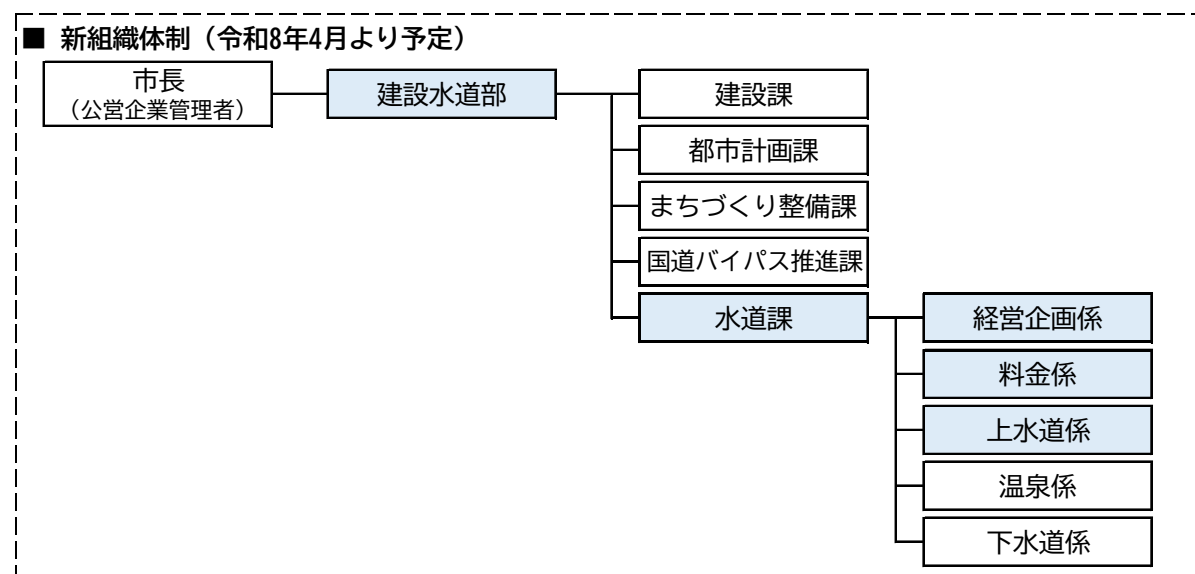 ■ 新組織体制（令和8年4月より予定）
市長
（公営企業管理者）
建設水道部
建設課
都市計画課
まちづくり整備課
国道バイパス推進課
水道課
経営企画係
料金係
上水道係
温泉係
下水道係